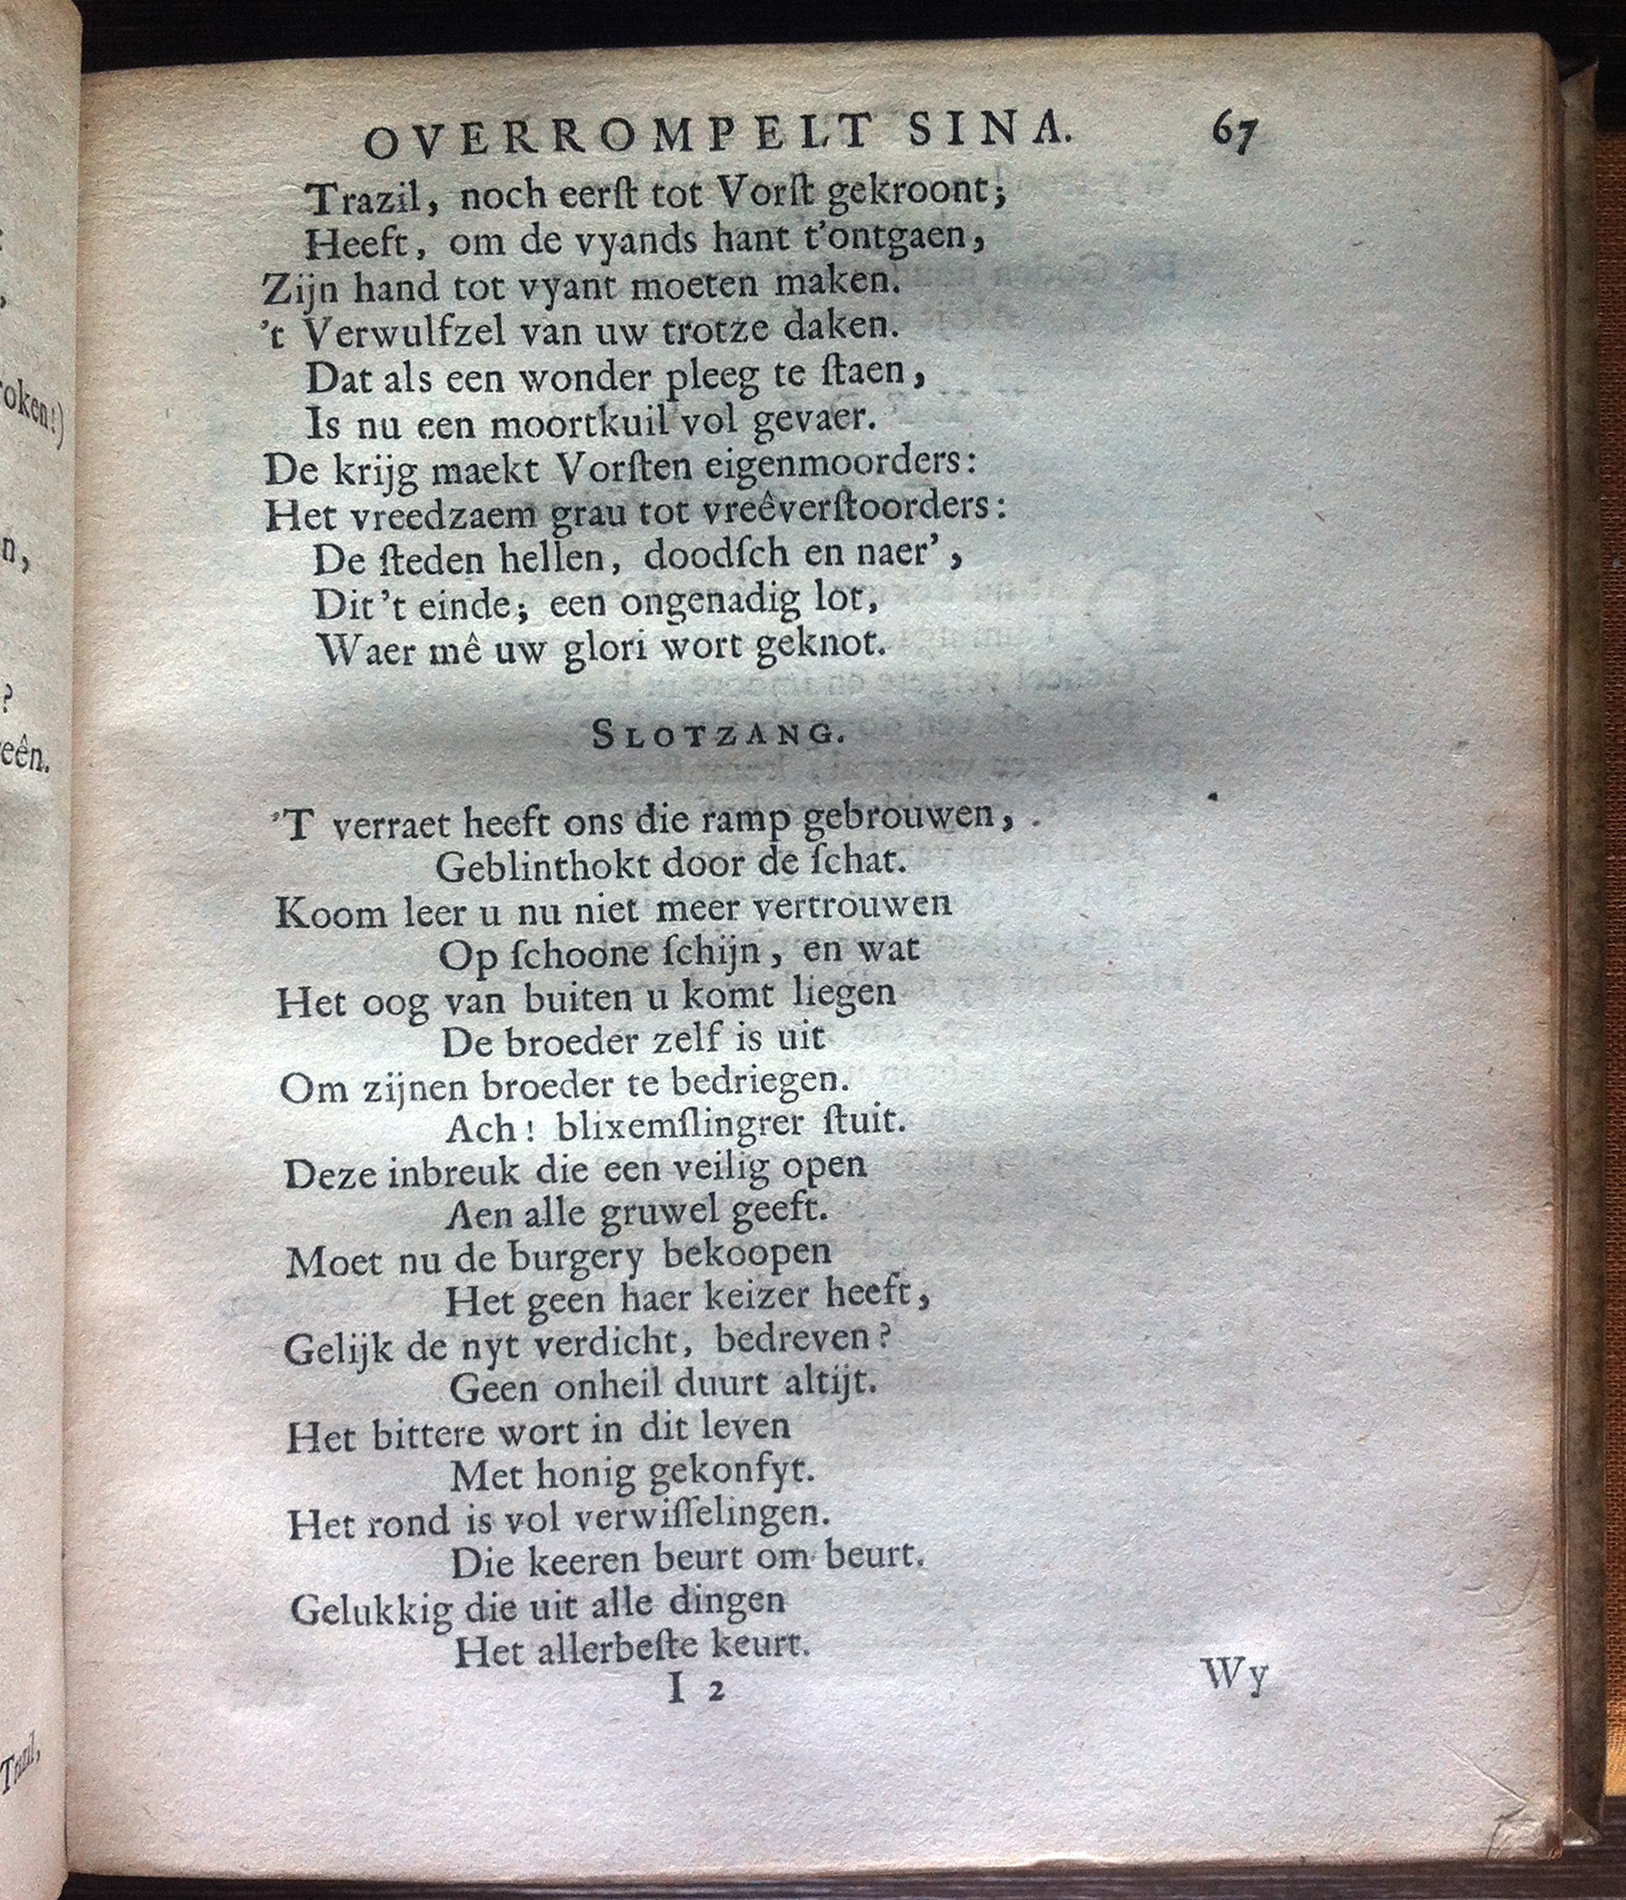 OVERROMPELT SINA. 67
Trazil, noch eerſt tot Vorſt gekroont;
Heeft, om de vyands hant t'ontgaen,
Zijn hand tot vyant moeten maken.
't Verwulfzel van uw trotze daken.
Dat als een wonder pleeg te ſtaen,
Is nu een moortkuil vol gevaer.
De krijg maekt Vorſten eigenmoorders:
Het vreedzaem grau tot vreêverſtoorders:
De ſteden hellen, doodſch en naer',
Dit 't einde; een ongenadig lot,
Waer mê uw glori wort geknot.
SLOTZANG.
'T verraet heeft ons die ramp gebrouwen,
Geblinthokt door de ſchat.
Koom leer u nu niet meer vertrouwen
Op ſchoone ſchijn, en wat
Het oog van buiten u komt liegen
De broeder zelf is uit
Om zijnen broeder te bedriegen.
Ach! blixemſlingrer ſtuit.
Deze inbreuk die een veilig open
Aen alle gruwel geeft.
Moet nu de burgery bekoopen
Het geen haer keizer heeft,
Gelijk de nyt verdicht, bedreven?
Geen onheil duurt altijt.
Het bittere wort in dit leven
Met honig gekonfyt.
Het rond is vol verwiſſelingen.
Die keeren beurt om beurt.
Gelukkig die uit alle dingen
Het allerbeſte keurt.
I 2 Wy